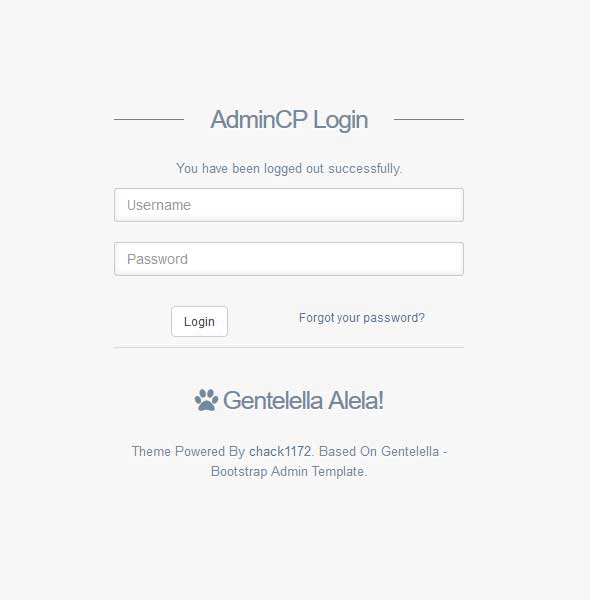 AdminCP Login
You have been logged out successfully.
Username
Password
Login Forgot your password?
Gentelella Alela!
Theme Powered By chack1172. Based On Gentelella -
Bootstrap Admin Template.